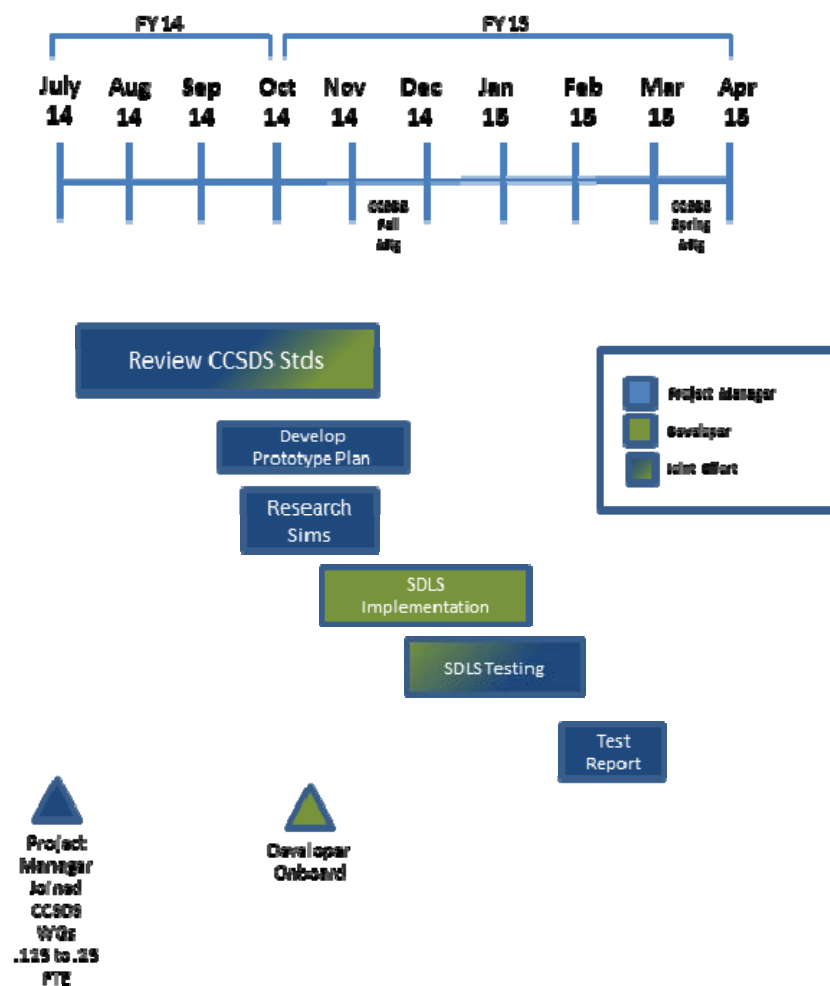 FY 14
FY 15
July
14
Aug
14
Sep
14
Oct
14
Nov
14
Dec
14
Jan
15
Feb
15
Mar
15
Apr
15
CCSDS
Fall
Mtg
CCSDS
Spring
Mtg
Review CCSDS Stds
Develop
Prototype Plan
Research
Sims
SDLS
Implementation
SDLS Testing
Test
Report
Project Manager
Developer
Joint Effort
Project
Manager
Joined
CCSDS
WGs
.125 to .25
FTE
Developer
Onboard